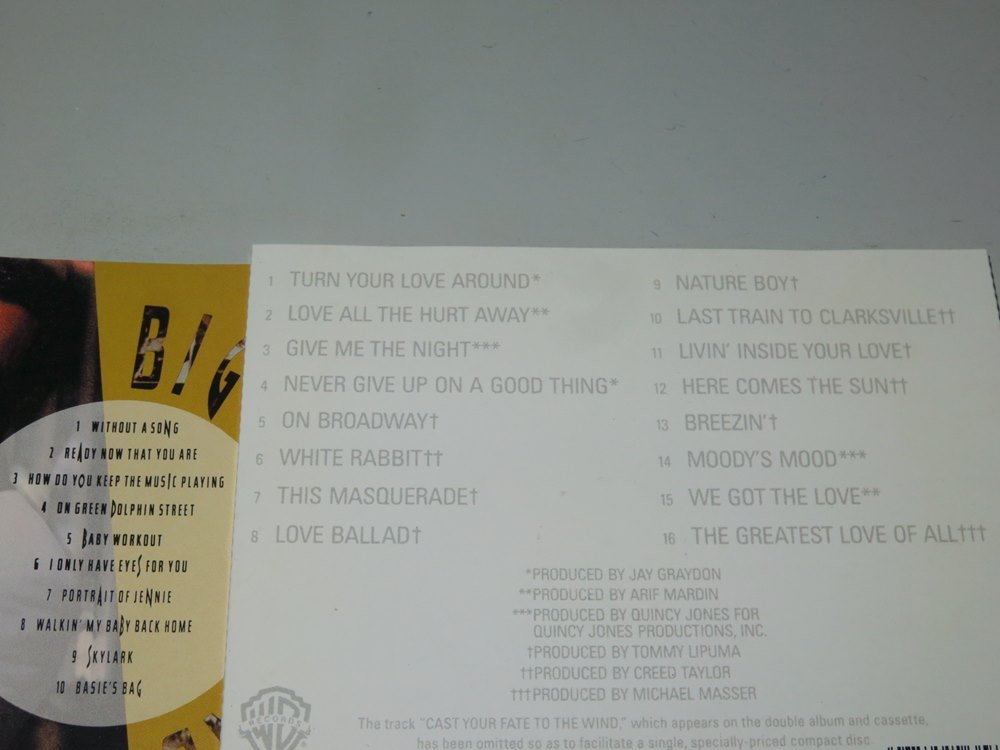 BIG
1 WITHOUT A SONG
2 READY NOW THAT YOU ARE
3 HOW DO YOU KEEP THE MUSIC PLAYING
4 ON GREEN DOLPHIN STREET
5 BABY WORKOUT
6 I ONLY HAVE EYES FOR YOU
7 PORTRAIT OF JENNIE
8 WALKIN' MY BABY BACK HOME
9 SKYLARK
10 BASIE'S BAG
1 TURN YOUR LOVE AROUND*
2 LOVE ALL THE HURT AWAY**
3 GIVE ME THE NIGHT***
4 NEVER GIVE UP ON A GOOD THING*
5 ON BROADWAY†
6 WHITE RABBIT††
7 THIS MASQUERADE†
8 LOVE BALLAD†
9 NATURE BOY†
10 LAST TRAIN TO CLARKSVILLE††
11 LIVIN' INSIDE YOUR LOVE†
12 HERE COMES THE SUN††
13 BREEZIN'†
14 MOODY'S MOOD***
15 WE GOT THE LOVE**
16 THE GREATEST LOVE OF ALL†††
*PRODUCED BY JAY GRAYDON
**PRODUCED BY ARIF MARDIN
***PRODUCED BY QUINCY JONES FOR
QUINCY JONES PRODUCTIONS, INC.
†PRODUCED BY TOMMY LIPUMA
††PRODUCED BY CREED TAYLOR
†††PRODUCED BY MICHAEL MASSER
WB RECORDS
The track "CAST YOUR FATE TO THE WIND," which appears on the double album and cassette,
has been omitted so as to facilitate a single, specially-priced compact disc.